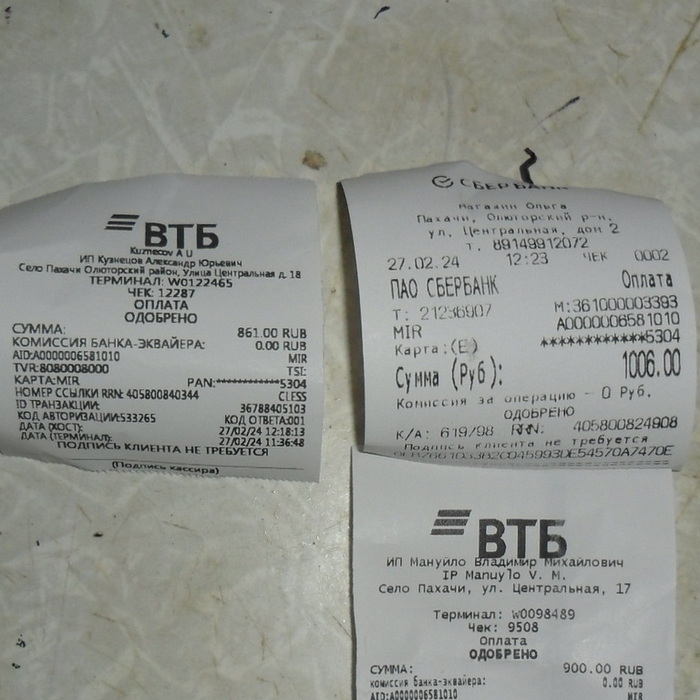 ВТБ
Kuznecov A U
ИП Кузнецов Александр Юрьевич
Село Пахачи Олюторский район, Улица Центральная д. 18
ТЕРМИНАЛ: W0122465
ЧЕК: 12287
ОПЛАТА
ОДОБРЕНО
СУММА: 861.00 RUB
КОМИССИЯ БАНКА-ЭКВАЙЕРА: 0.00 RUB
AID:A0000006581010 MIR
TVR:8080008000 TSI:
КАРТА:MIR PAN:************5304
НОМЕР ССЫЛКИ RRN: 405800840344 CLESS
ID ТРАНЗАКЦИИ: 36788405103
КОД АВТОРИЗАЦИИ:533265 КОД ОТВЕТА:001
ДАТА (ХОСТ): 27/02/24 12:18:13
ДАТА (ТЕРМИНАЛ): 27/02/24 11:36:48
ПОДПИСЬ КЛИЕНТА НЕ ТРЕБУЕТСЯ
(Подпись кассира)
СБЕРБАНК
Магазин Ольга
Пахачи, Олюторский р-н,
ул. Центральная, дом 2
т. 89149912072
27.02.24 12:23 ЧЕК 0002
ПАО СБЕРБАНК Оплата
Т: 21236907 М:361000003393
MIR A0000006581010
Карта:(E) ************5304
Сумма (Руб): 1006.00
Комиссия за операцию – 0 Руб.
ОДОБРЕНО
К/А: 619/98 RRN: 405800824908
Подпись клиента не требуется
ВТБ
ИП Мануйло Владимир Михайлович
IP Manuylo V. M.
Село Пахачи, ул. Центральная, 17
Терминал: W0098489
Чек: 9508
Оплата
ОДОБРЕНО
СУММА: 900.00 RUB
комиссия банка-эквайера: 0.00 RUB
AID:A0000006581010 MIR